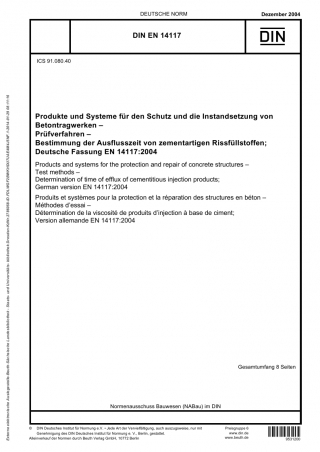 DEUTSCHE NORM
Dezember 2004
DIN EN 14117
DIN
ICS 91.080.40
Produkte und Systeme für den Schutz und die Instandsetzung von
Betontragwerken –
Prüfverfahren –
Bestimmung der Ausflusszeit von zementartigen Rissfüllstoffen;
Deutsche Fassung EN 14117:2004
Products and systems for the protection and repair of concrete structures –
Test methods –
Determination of time of efflux of cementitious injection products;
German version EN 14117:2004
Produits et systèmes pour la protection et la réparation des structures en béton –
Méthodes d'essai –
Détermination de la viscosité de produits d'injection à base de ciment;
Version allemande EN 14117:2004
Gesamtumfang 8 Seiten
Normenausschuss Bauwesen (NABau) im DIN
© DIN Deutsches Institut für Normung e.V. – Jede Art der Vervielfältigung, auch auszugsweise, nur mit
Genehmigung des DIN Deutsches Institut für Normung e. V., Berlin, gestattet.
Alleinverkauf der Normen durch Beuth Verlag GmbH, 10772 Berlin
Preisgruppe 6
www.din.de
www.beuth.de